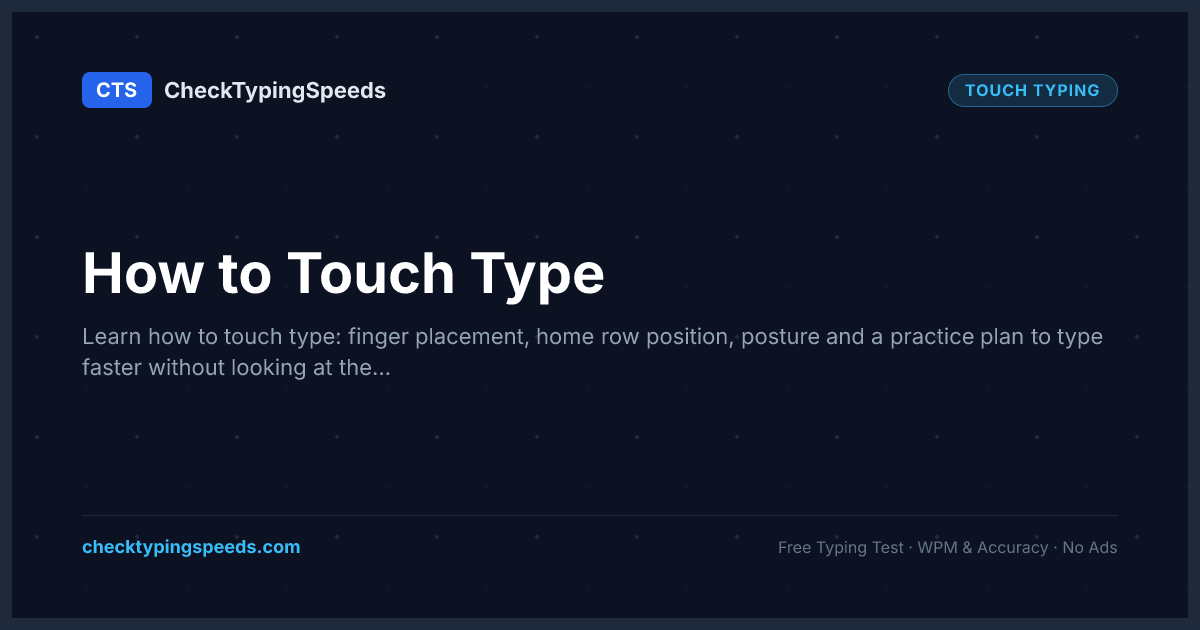 CTS CheckTypingSpeeds
TOUCH TYPING
How to Touch Type
Learn how to touch type: finger placement, home row position, posture and a practice plan to type
faster without looking at the...
checktypingspeeds.com
Free Typing Test · WPM & Accuracy · No Ads